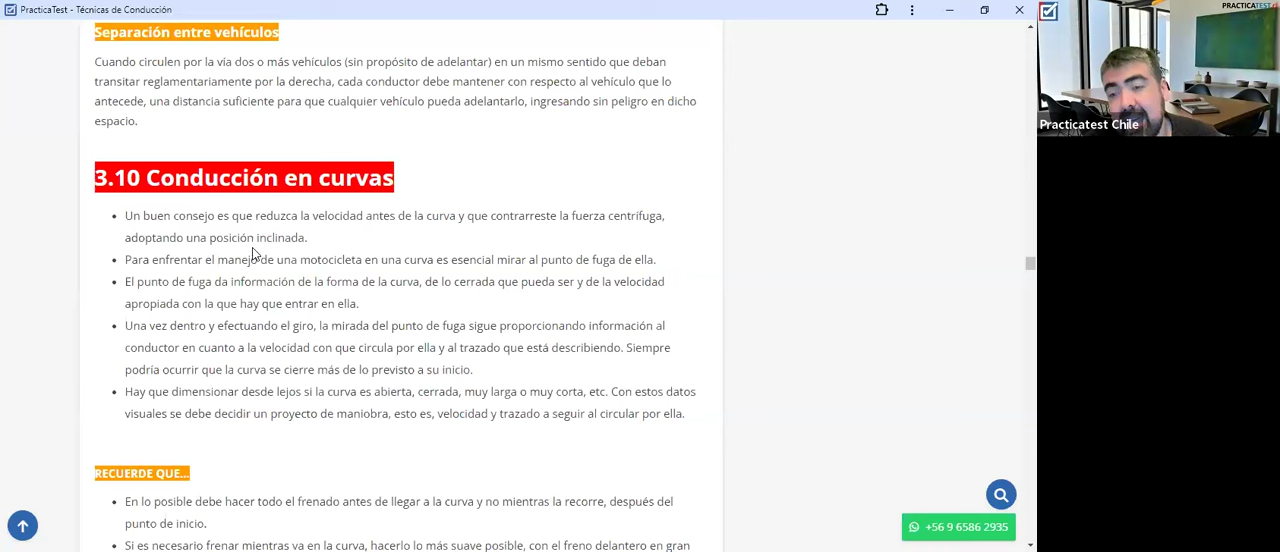 PracticaTest - Técnicas de Conducción
PRACTICATEST.cl
Separación entre vehículos
Cuando circulen por la vía dos o más vehículos (sin propósito de adelantar) en un mismo sentido que deban
transitar reglamentariamente por la derecha, cada conductor debe mantener con respecto al vehículo que lo
antecede, una distancia suficiente para que cualquier vehículo pueda adelantarlo, ingresando sin peligro en dicho
espacio.
Practicatest Chile
3.10 Conducción en curvas
• Un buen consejo es que reduzca la velocidad antes de la curva y que contrarreste la fuerza centrífuga,
adoptando una posición inclinada.
• Para enfrentar el manejo de una motocicleta en una curva es esencial mirar al punto de fuga de ella.
• El punto de fuga da información de la forma de la curva, de lo cerrada que pueda ser y de la velocidad
apropiada con la que hay que entrar en ella.
• Una vez dentro y efectuando el giro, la mirada del punto de fuga sigue proporcionando información al
conductor en cuanto a la velocidad con que circula por ella y al trazado que está describiendo. Siempre
podría ocurrir que la curva se cierre más de lo previsto a su inicio.
• Hay que dimensionar desde lejos si la curva es abierta, cerrada, muy larga o muy corta, etc. Con estos datos
visuales se debe decidir un proyecto de maniobra, esto es, velocidad y trazado a seguir al circular por ella.
RECUERDE QUE...
• En lo posible debe hacer todo el frenado antes de llegar a la curva y no mientras la recorre, después del
punto de inicio.
• Si es necesario frenar mientras va en la curva, hacerlo lo más suave posible, con el freno delantero en gran
+56 9 6586 2935